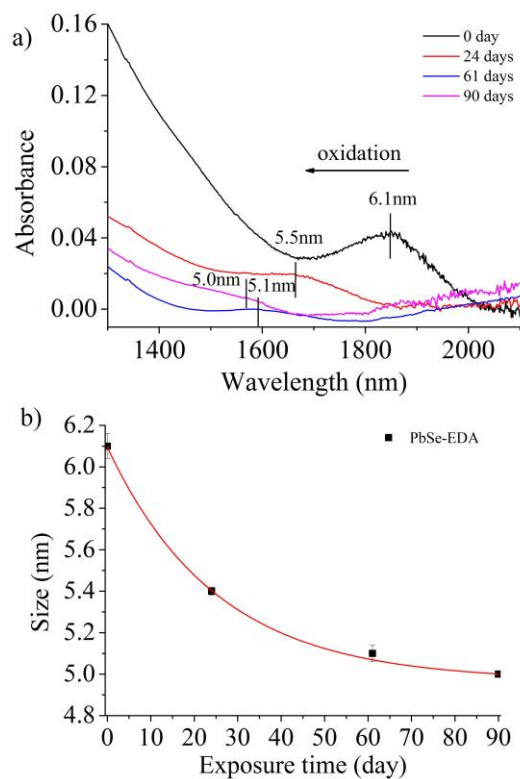 a)
0.16
0 day
24 days
61 days
90 days
0.12
oxidation
0.08
6.1nm
5.5nm
0.04
5.0nm
5.1nm
0.00
1400 1600 1800 2000
Absorbance
Wavelength (nm)
b)
6.2
PbSe-EDA
6.0
5.8
5.6
5.4
5.2
5.0
4.8
0 10 20 30 40 50 60 70 80 90
Size (nm)
Exposure time (day)